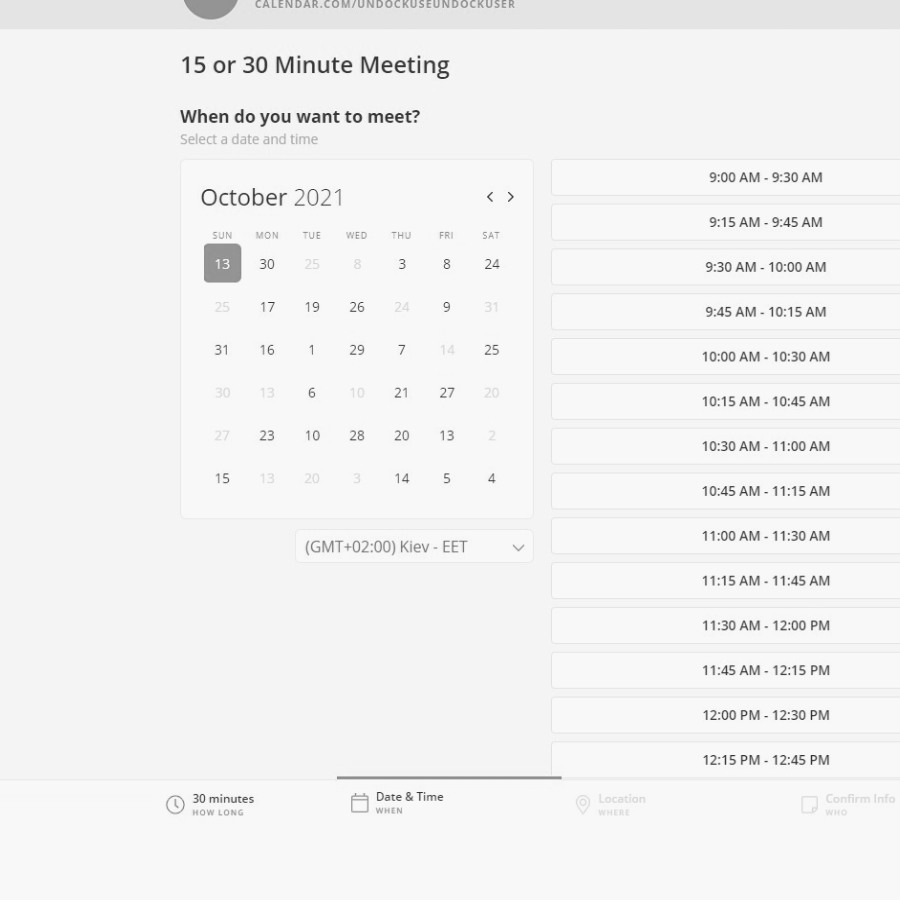 CALENDAR.COM/UNDOCKUSEUNDOCKUSER
15 or 30 Minute Meeting
When do you want to meet?
Select a date and time
October 2021
SUN MON TUE WED THU FRI SAT
13 30 25 8 3 8 24
25 17 19 26 24 9 31
31 16 1 29 7 14 25
30 13 6 10 21 27 20
27 23 10 28 20 13 2
15 13 20 3 14 5 4
(GMT+02:00) Kiev - EET
9:00 AM - 9:30 AM
9:15 AM - 9:45 AM
9:30 AM - 10:00 AM
9:45 AM - 10:15 AM
10:00 AM - 10:30 AM
10:15 AM - 10:45 AM
10:30 AM - 11:00 AM
10:45 AM - 11:15 AM
11:00 AM - 11:30 AM
11:15 AM - 11:45 AM
11:30 AM - 12:00 PM
11:45 AM - 12:15 PM
12:00 PM - 12:30 PM
12:15 PM - 12:45 PM
30 minutes
HOW LONG
Date & Time
WHEN
Location
WHERE
Confirm Info
WHO